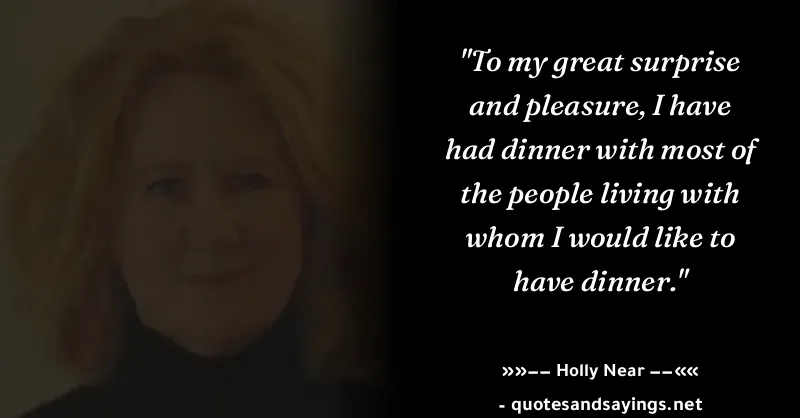 "To my great surprise
and pleasure, I have
had dinner with most of
the people living with
whom I would like to
have dinner."
»»–– Holly Near ––««
- quotesandsayings.net